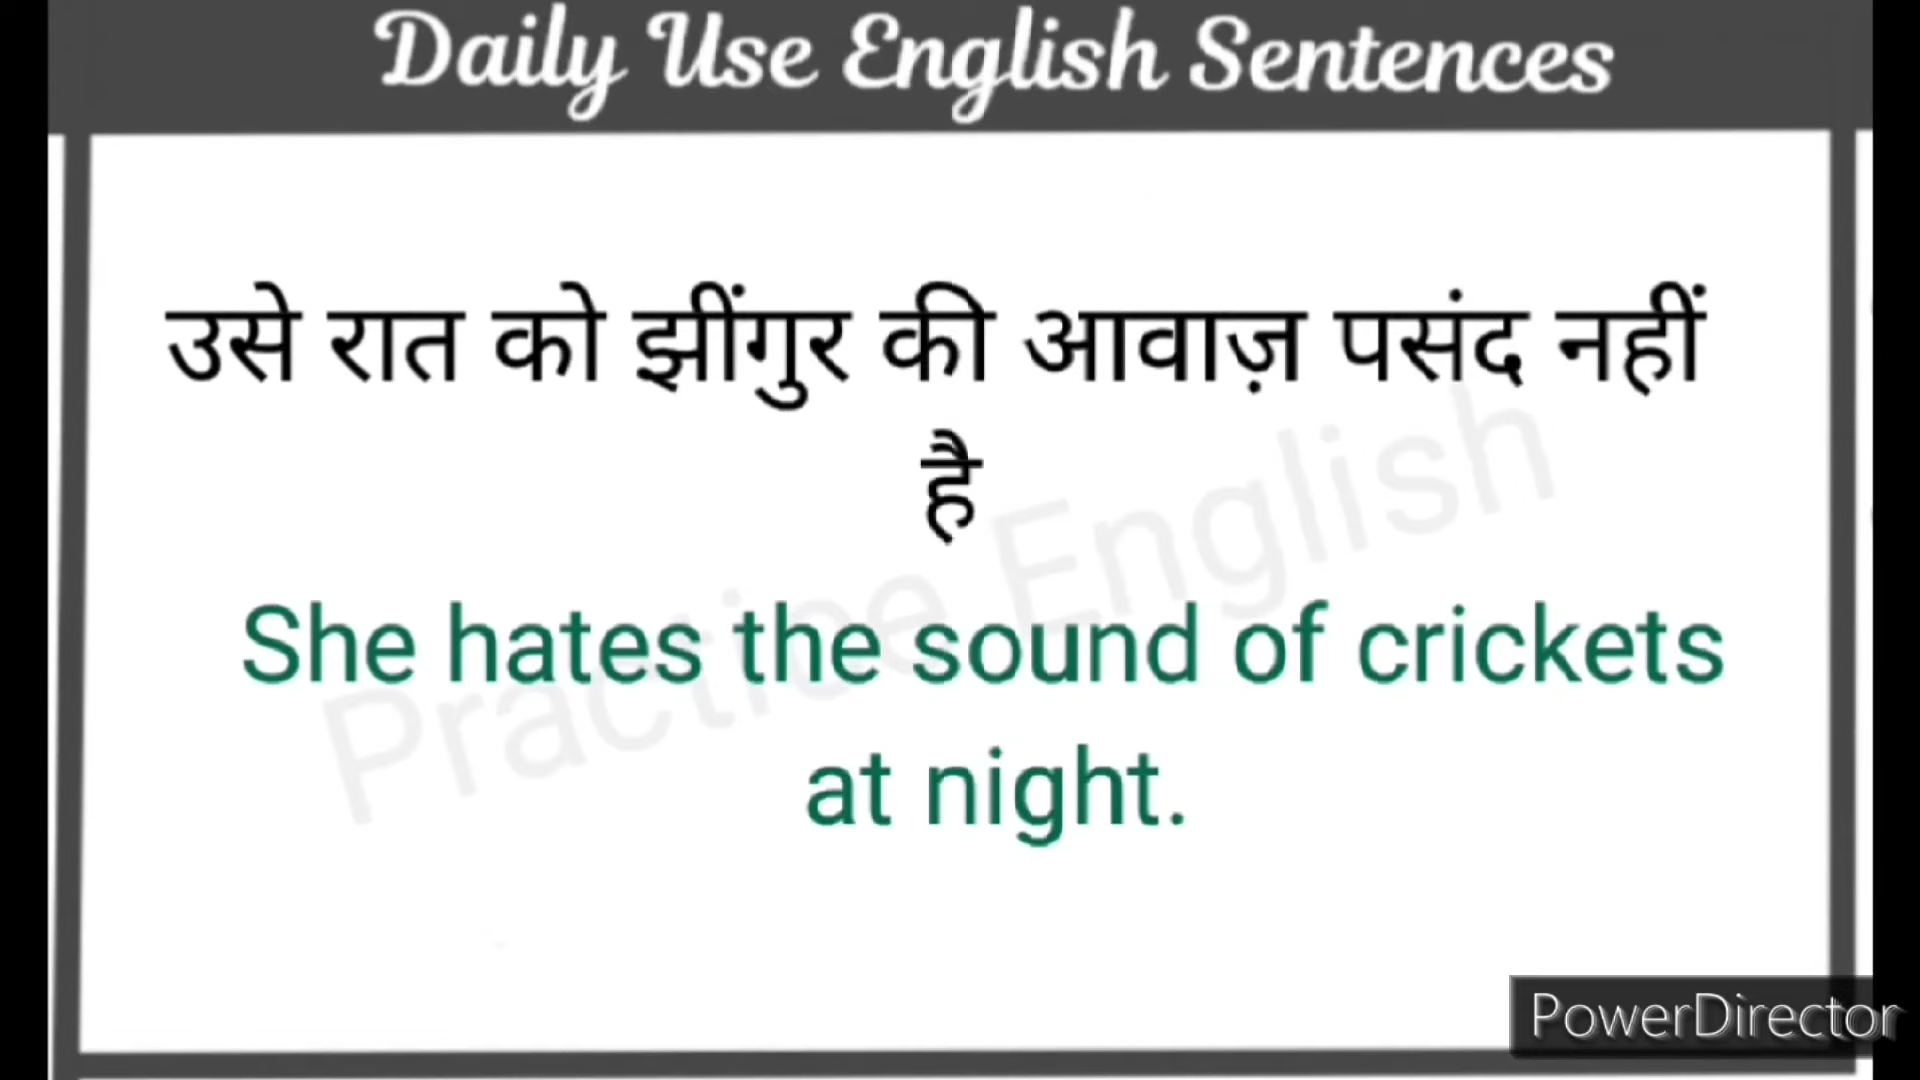 Daily Use English Sentences
उसे रात को झींगुर की आवाज़ पसंद नहीं
है
She hates the sound of crickets
at night.
Practice English
PowerDirector